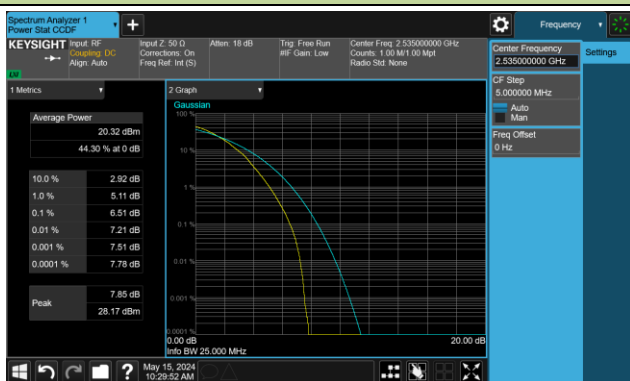 Spectrum Analyzer 1
Power Stat CCDF
Frequency
KEYSIGHT
Input: RF
Coupling: DC
Align: Auto
Input Z: 50 Ω
Corrections: On
Freq Ref: Int (S)
Atten: 18 dB
Trig: Free Run
#IF Gain: Low
Center Freq: 2.535000000 GHz
Counts: 1.00 M/1.00 Mpt
Radio Std: None
Center Frequency
2.535000000 GHz
Settings
CF Step
5.000000 MHz
Auto
Man
Freq Offset
0 Hz
1 Metrics
Average Power
20.32 dBm
44.30 % at 0 dB
10.0 % 2.92 dB
1.0 % 5.11 dB
0.1 % 6.51 dB
0.01 % 7.21 dB
0.001 % 7.51 dB
0.0001 % 7.78 dB
Peak
7.85 dB
28.17 dBm
2 Graph
Gaussian
100 %
10 %
1 %
0.1 %
0.01 %
0.001 %
0.0001 %
0.00 dB 20.00 dB
Info BW 25.000 MHz
?
May 15, 2024
10:29:52 AM